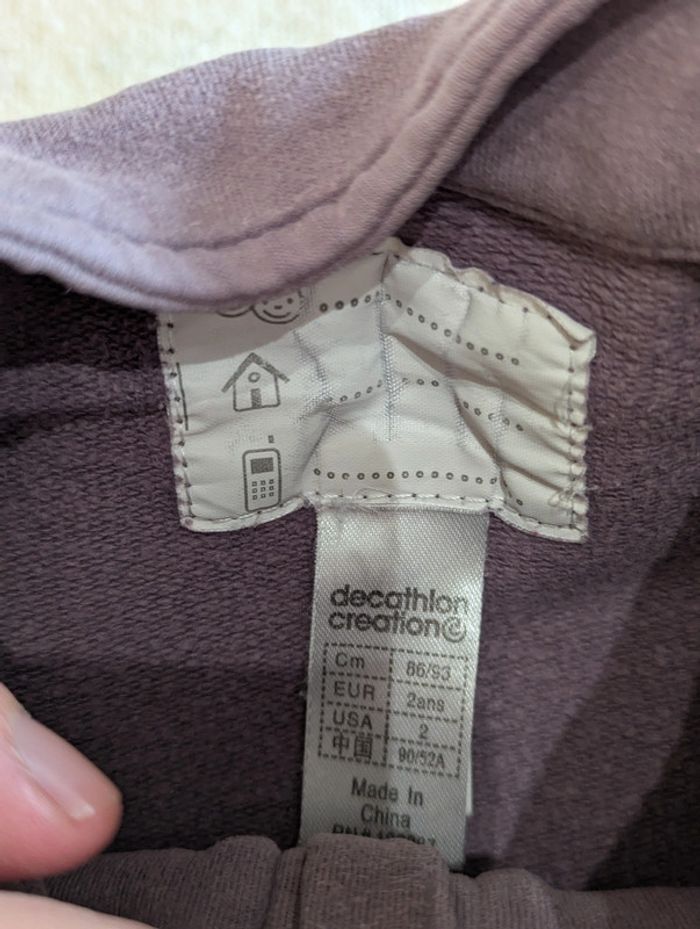 decathlon
creation
Cm 86/93
EUR 2ans
USA 2
中国 90/52A
Made In
China